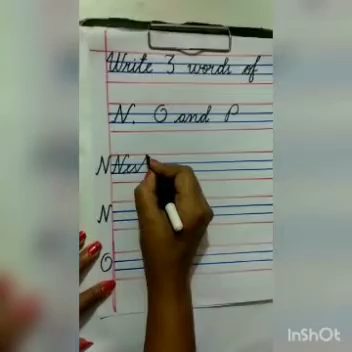 Write 3 words of
N, O and P
N
N
O
InShOt